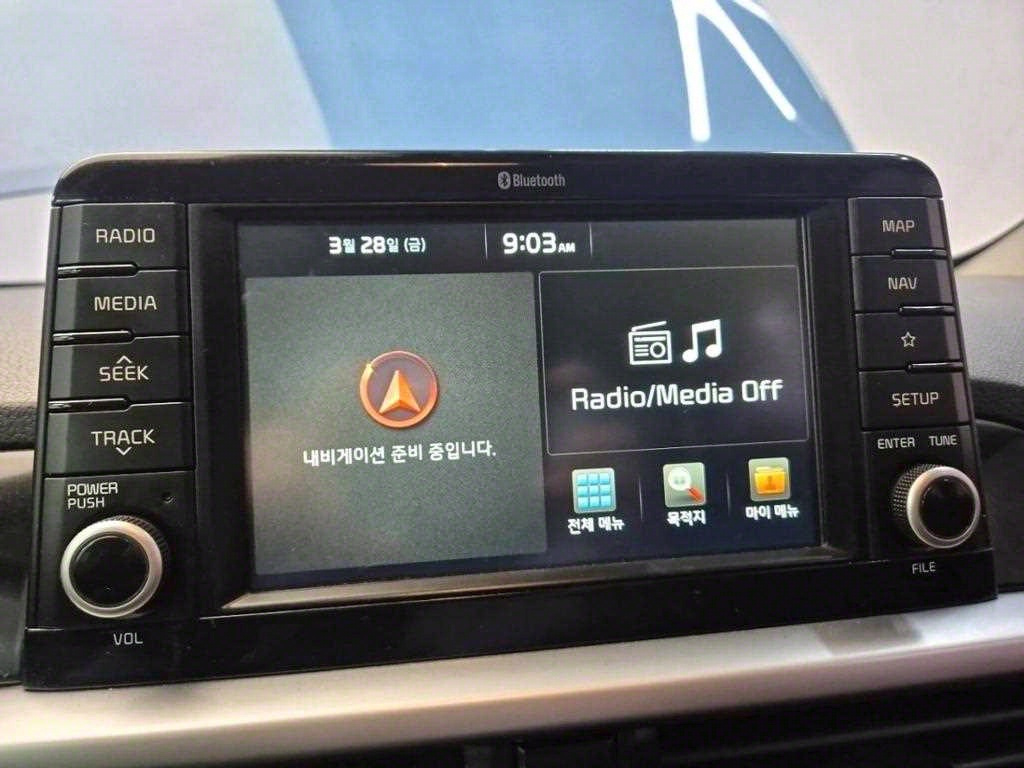 Bluetooth
RADIO
MEDIA
SEEK
TRACK
POWER
PUSH
VOL
3월 28일 (금)
9:03 AM
내비게이션 준비 중입니다.
Radio/Media Off
전체 메뉴
목적지
마이 메뉴
MAP
NAV
SETUP
ENTER
TUNE
FILE